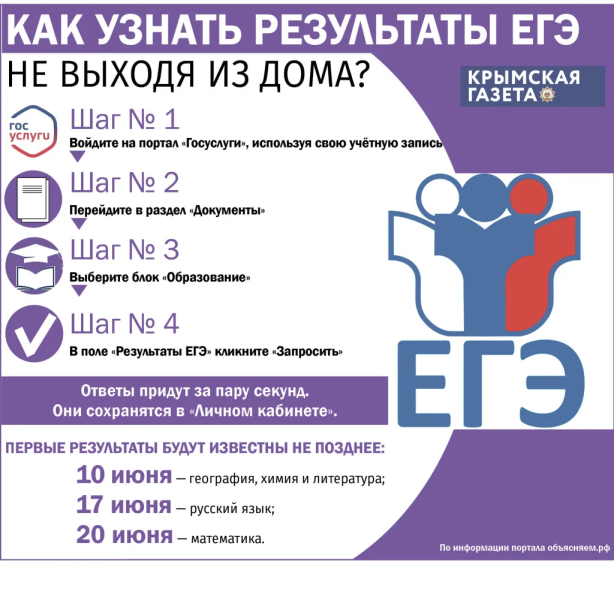 КАК УЗНАТЬ РЕЗУЛЬТАТЫ ЕГЭ
НЕ ВЫХОДЯ ИЗ ДОМА?
КРЫМСКАЯ
ГАЗЕТА
гос
услуги
Шаг № 1
Войдите на портал «Госуслуги», используя свою учётную запись
Шаг № 2
Перейдите в раздел «Документы»
Шаг № 3
Выберите блок «Образование»
Шаг № 4
В поле «Результаты ЕГЭ» кликните «Запросить»
ЕГЭ
Ответы придут за пару секунд.
Они сохранятся в «Личном кабинете».
ПЕРВЫЕ РЕЗУЛЬТАТЫ БУДУТ ИЗВЕСТНЫ НЕ ПОЗДНЕЕ:
10 июня – география, химия и литература;
17 июня – русский язык;
20 июня – математика.
По информации портала объясняем.рф